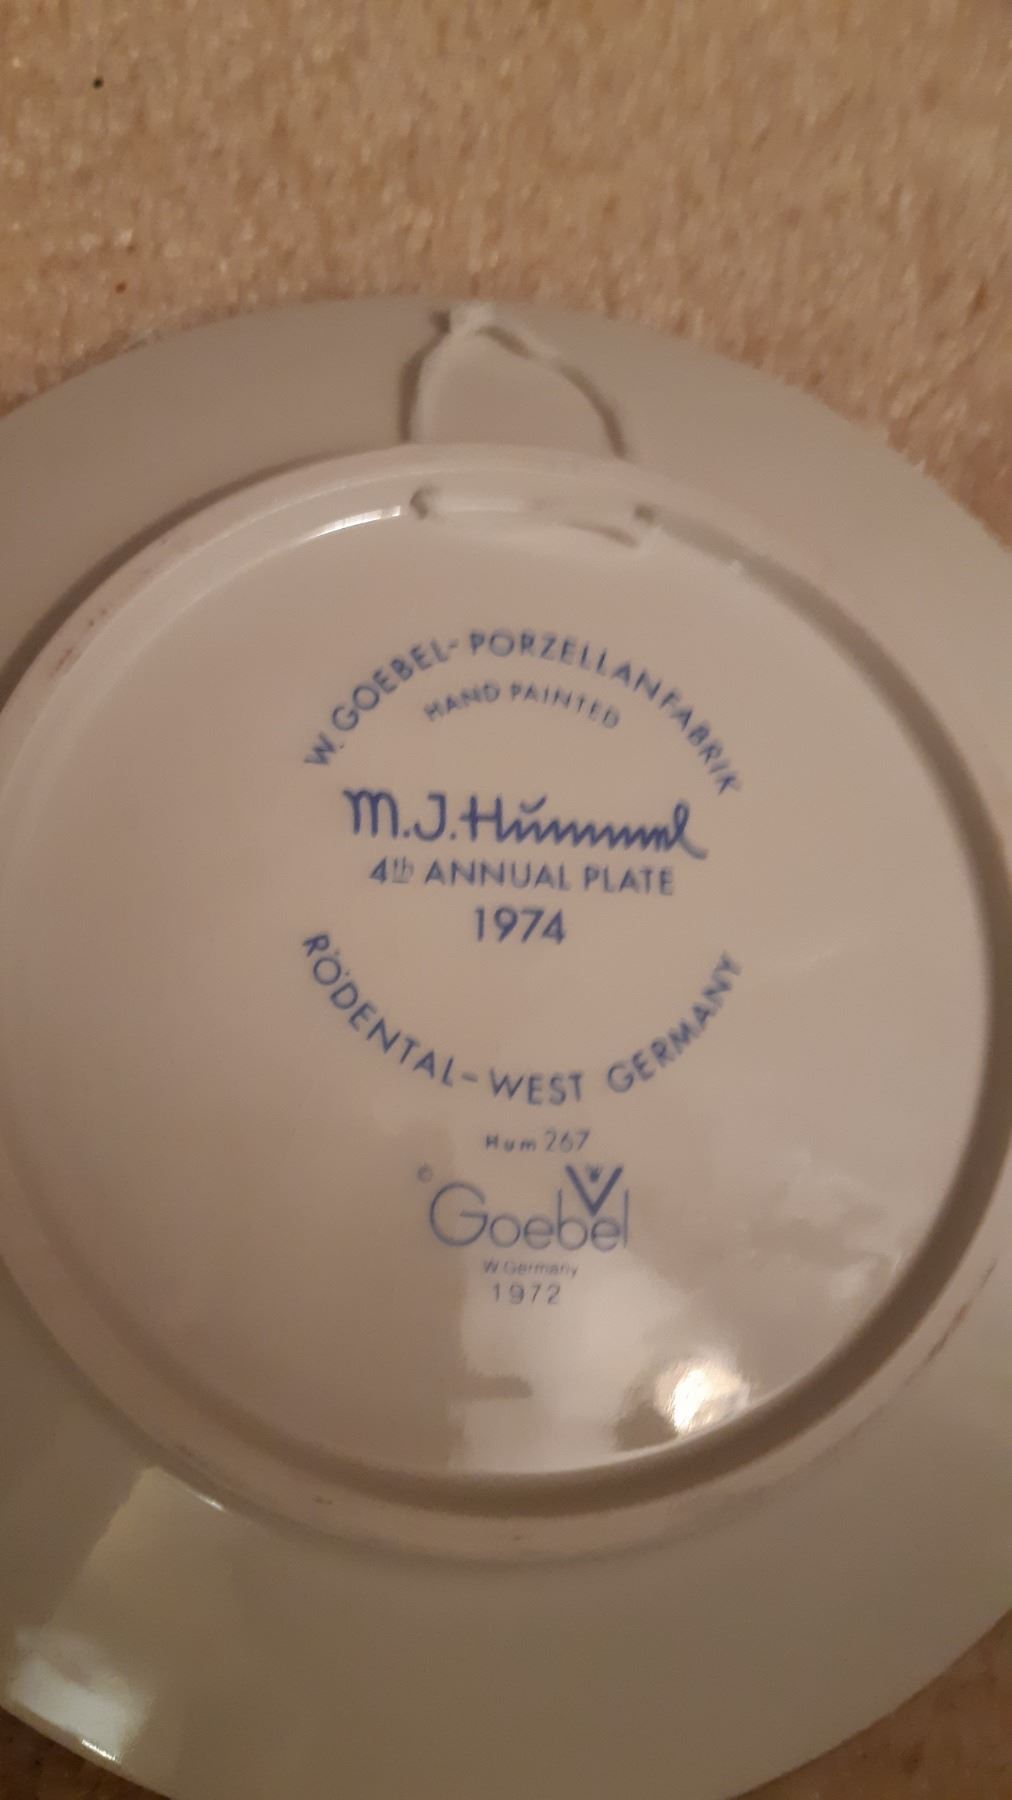 W. GOEBEL-PORZELLANFABRIK
HAND PAINTED
M.J. Hummel
4th ANNUAL PLATE
1974
RÖDENTAL-WEST GERMANY
Hum 267
© Goebel
W. Germany
1972